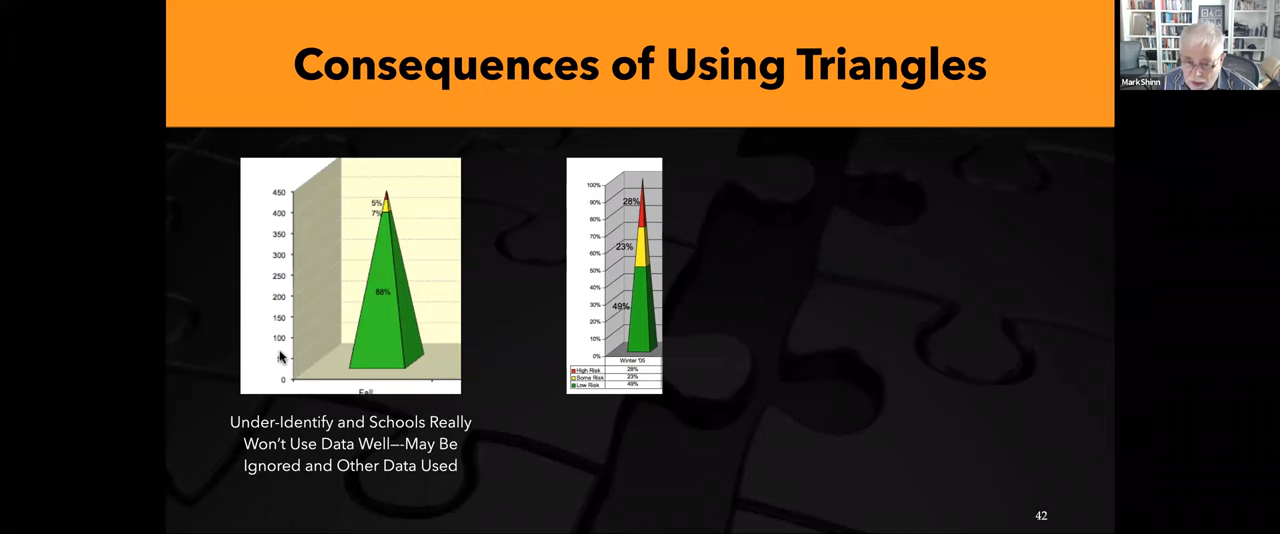 Consequences of Using Triangles
Mark Shinn
450
400
350
300
250
200
150
100
0
5%
7%
88%
Fall
100%
90%
80%
70%
60%
50%
40%
30%
20%
10%
0%
28%
23%
49%
Winter '05
High Risk 28%
Some Risk 23%
Low Risk 49%
Under-Identify and Schools Really
Won't Use Data Well—-May Be
Ignored and Other Data Used
42